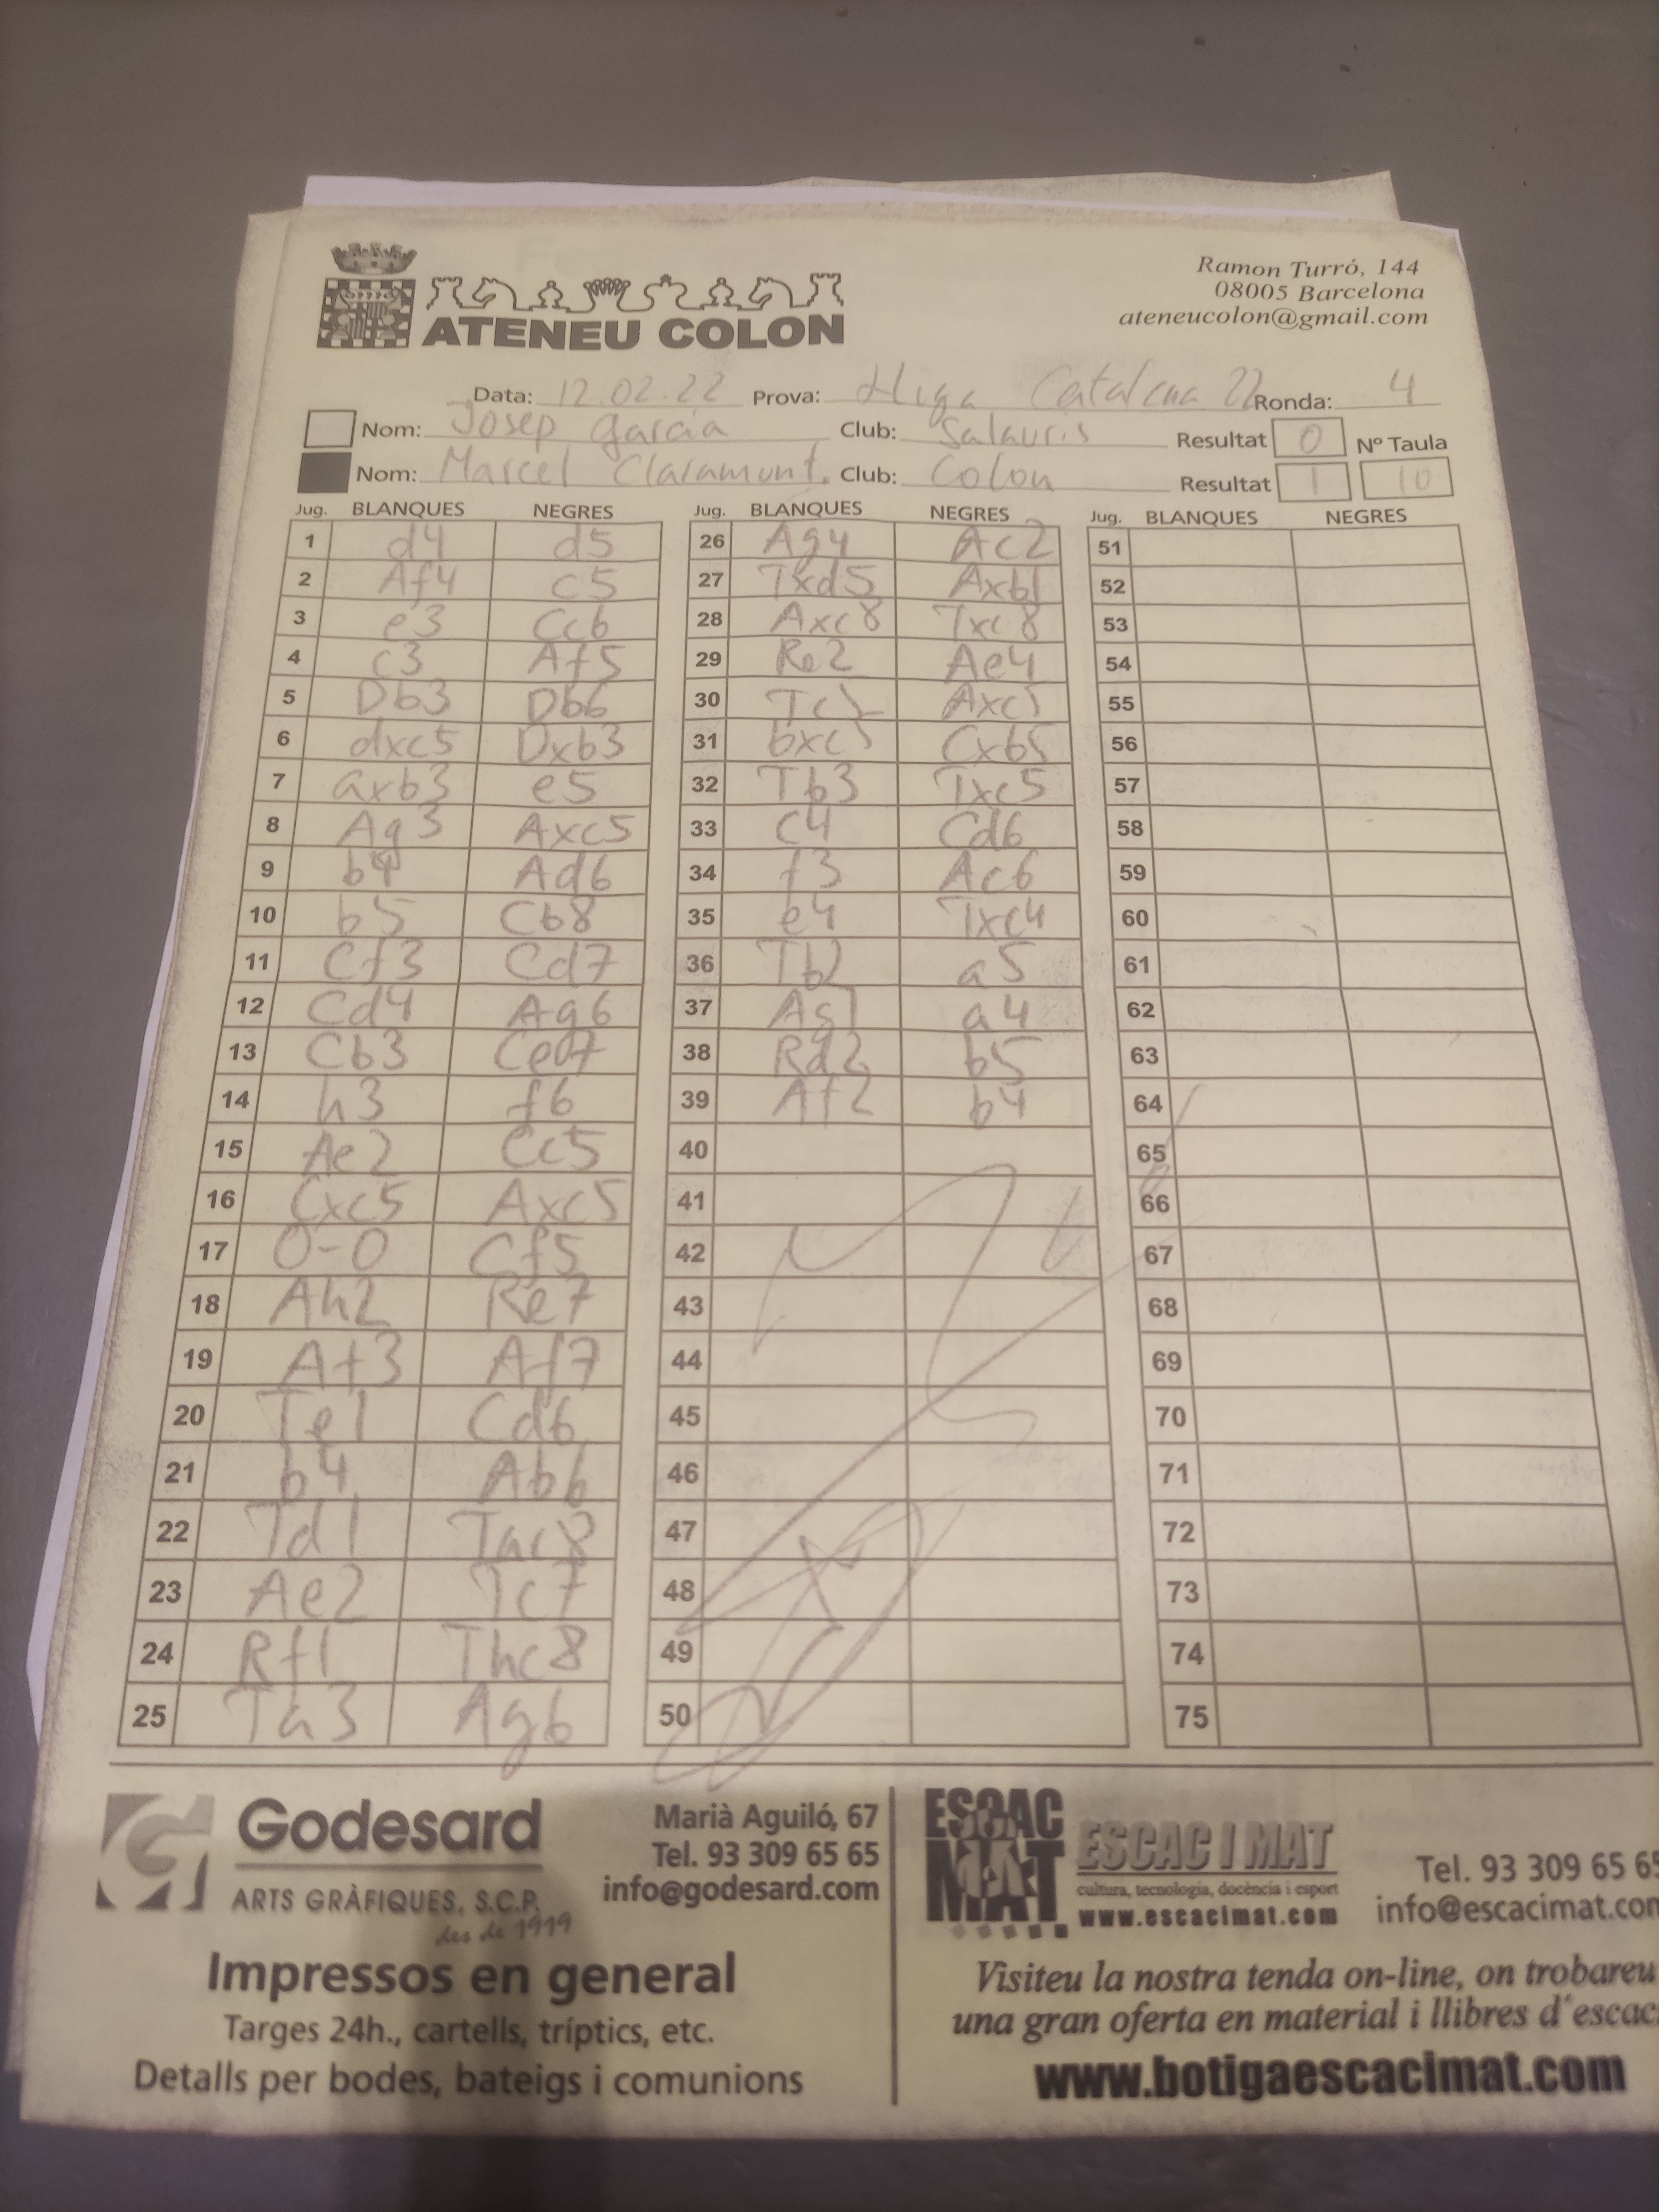 ATENEU COLON
Ramon Turró, 144
08005 Barcelona
ateneucolon@gmail.com
Data: 12.02.22 Prova: Lliga Catalana 22 Ronda: 4
Nom: Josep Garcia Club: Salauris Resultat 0 Nº Taula
Nom: Marcel Claramunt. Club: Colon Resultat 1 10
Jug. BLANQUES NEGRES
1 d4 d5
2 Af4 c5
3 e3 Cc6
4 c3 Af5
5 Db3 Db6
6 dxc5 Dxb3
7 axb3 e5
8 Ag3 Axc5
9 b4 Ad6
10 b5 Cb8
11 Cf3 Cd7
12 Cd4 Ag6
13 Cb3 Ce7
14 h3 f6
15 Ae2 Cc5
16 Cxc5 Axc5
17 0-0 Cf5
18 Ah2 Re7
19 Af3 Af7
20 Te1 Cd6
21 b4 Ab6
22 Td1 Tac8
23 Ae2 Tc7
24 Rf1 Thc8
25 Ta3 Ag6
Jug. BLANQUES NEGRES
26 Ag4 Ac2
27 Txd5 Axb1
28 Axc8 Txc8
29 Re2 Ae4
30 Tc5 Axc5
31 bxc5 Cxb5
32 Tb3 Txc5
33 c4 Cd6
34 f3 Ac6
35 e4 Txc4
36 Tb2 a5
37 Ag1 a4
38 Rd2 b5
39 Af2 b4
40
41
42
43
44
45
46
47
48
49
50
Jug. BLANQUES NEGRES
51
52
53
54
55
56
57
58
59
60
61
62
63
64
65
66
67
68
69
70
71
72
73
74
75
Godesard
ARTS GRÀFIQUES, S.C.P.
des de 1919
Marià Aguiló, 67
Tel. 93 309 65 65
info@godesard.com
Impressos en general
Targes 24h., cartells, tríptics, etc.
Detalls per bodes, bateigs i comunions
ESCAC
MAT
ESCAC I MAT
cultura, tecnologia, docència i esport
www.escacimat.com
Tel. 93 309 65 65
info@escacimat.com
Visiteu la nostra tenda on-line, on trobareu
una gran oferta en material i llibres d'escac
www.botigaescacimat.com